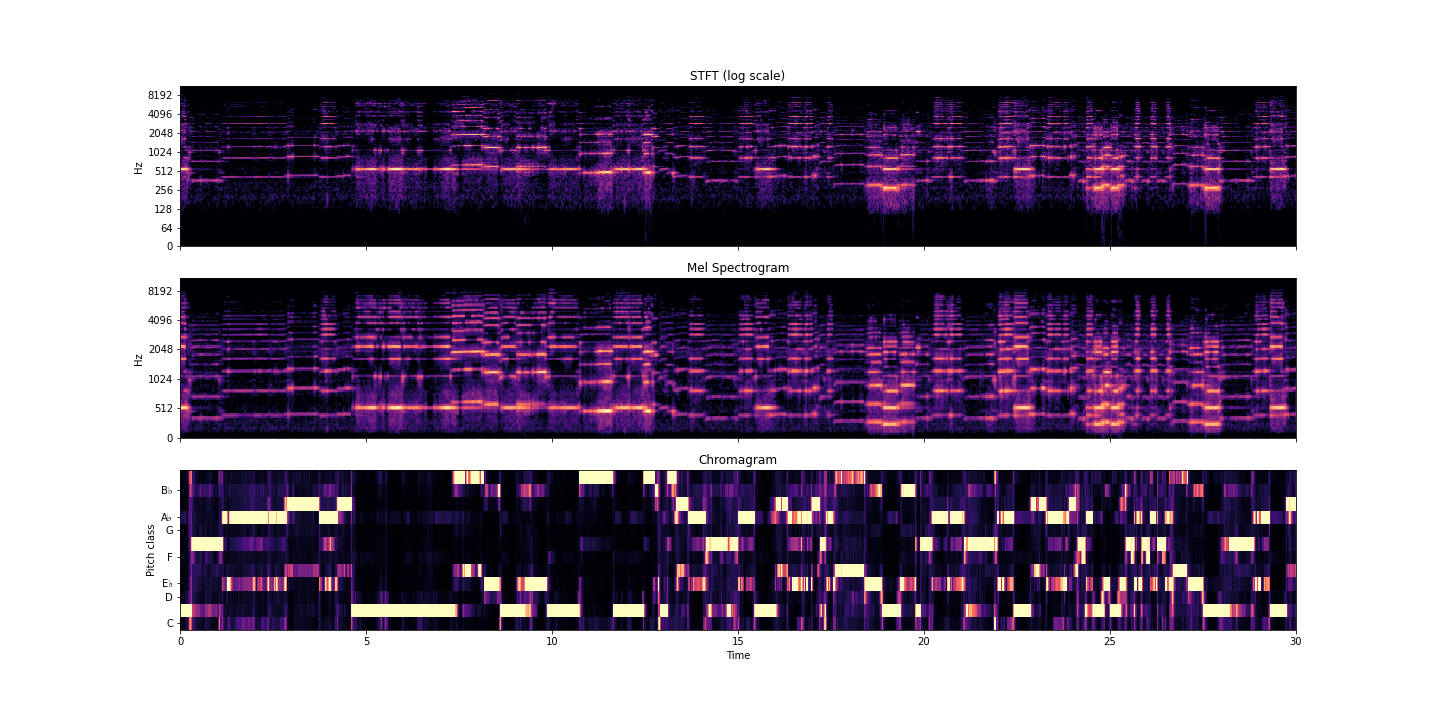 STFT (log scale)
8192
4096
2048
1024
512
256
128
64
0
Hz
Mel Spectrogram
8192
4096
2048
1024
512
0
Hz
Chromagram
B♭
A♭
G
F
E♭
D
C
Pitch class
0 5 10 15 20 25 30
Time